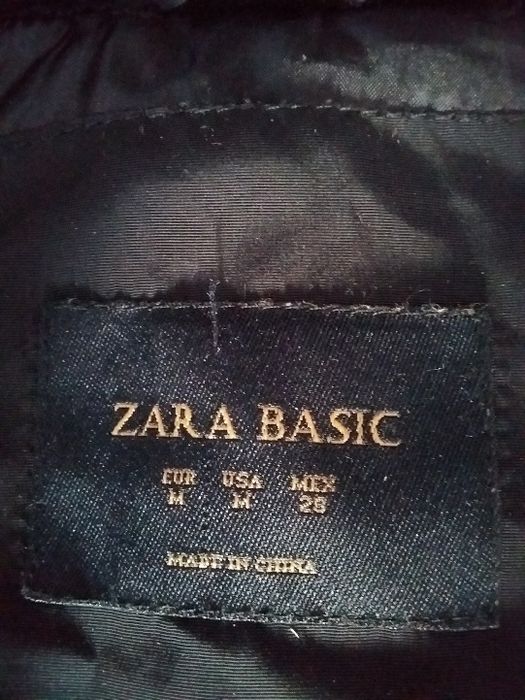 ZARA BASIC
EUR USA MEX
M M 28
MADE IN CHINA